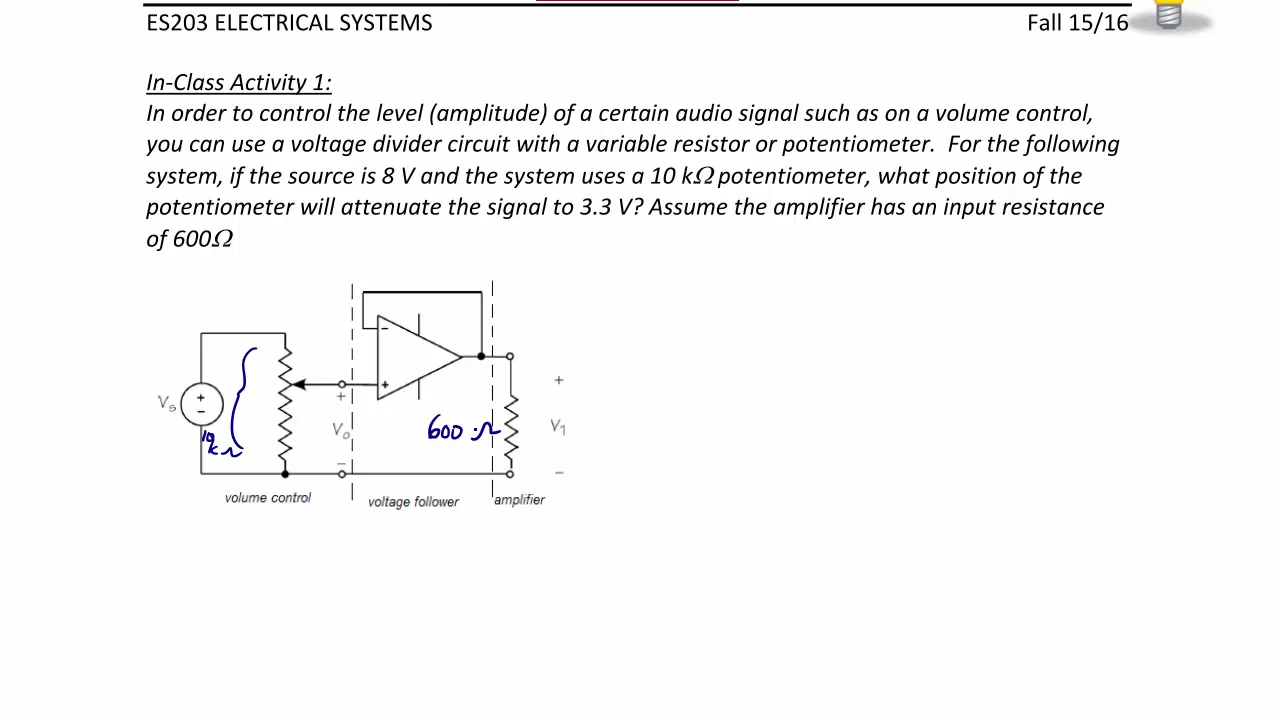 ES203 ELECTRICAL SYSTEMS Fall 15/16
In-Class Activity 1:
In order to control the level (amplitude) of a certain audio signal such as on a volume control,
you can use a voltage divider circuit with a variable resistor or potentiometer. For the following
system, if the source is 8 V and the system uses a 10 kΩ potentiometer, what position of the
potentiometer will attenuate the signal to 3.3 V? Assume the amplifier has an input resistance
of 600Ω
−
+
+
+
Vs
+
−
Vo
600 Ω
V1
10
kΩ
−
−
volume control
voltage follower
amplifier